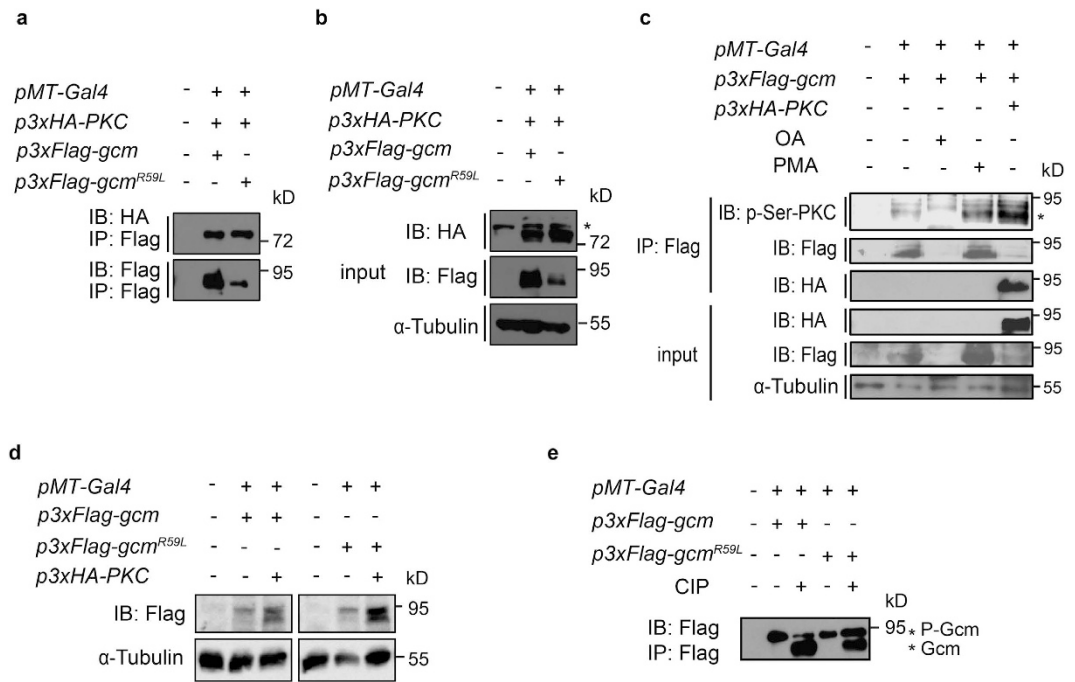 a
pMT-Gal4 - + +
p3xHA-PKC - + +
p3xFlag-gcm - + -
p3xFlag-gcmR59L - - +
kD
IB: HA
IP: Flag
72
IB: Flag
IP: Flag
95
b
pMT-Gal4 - + +
p3xHA-PKC - + +
p3xFlag-gcm - + -
p3xFlag-gcmR59L - - +
kD
input
IB: HA
*
72
IB: Flag
95
α-Tubulin
55
c
pMT-Gal4 - + + + +
p3xFlag-gcm - + + + +
p3xHA-PKC - - - - +
OA - - + - -
PMA - - - + - kD
IP: Flag
IB: p-Ser-PKC
95
*
IB: Flag
95
IB: HA
95
input
IB: HA
95
IB: Flag
95
α-Tubulin
55
d
pMT-Gal4 - + + - + +
p3xFlag-gcm - + + - - -
p3xFlag-gcmR59L - - - - + +
p3xHA-PKC - - + - - + kD
IB: Flag
95
α-Tubulin
55
e
pMT-Gal4 - + + + +
p3xFlag-gcm - + + - -
p3xFlag-gcmR59L - - - + +
CIP - - + - +
kD
IB: Flag
IP: Flag
95
* P-Gcm
* Gcm